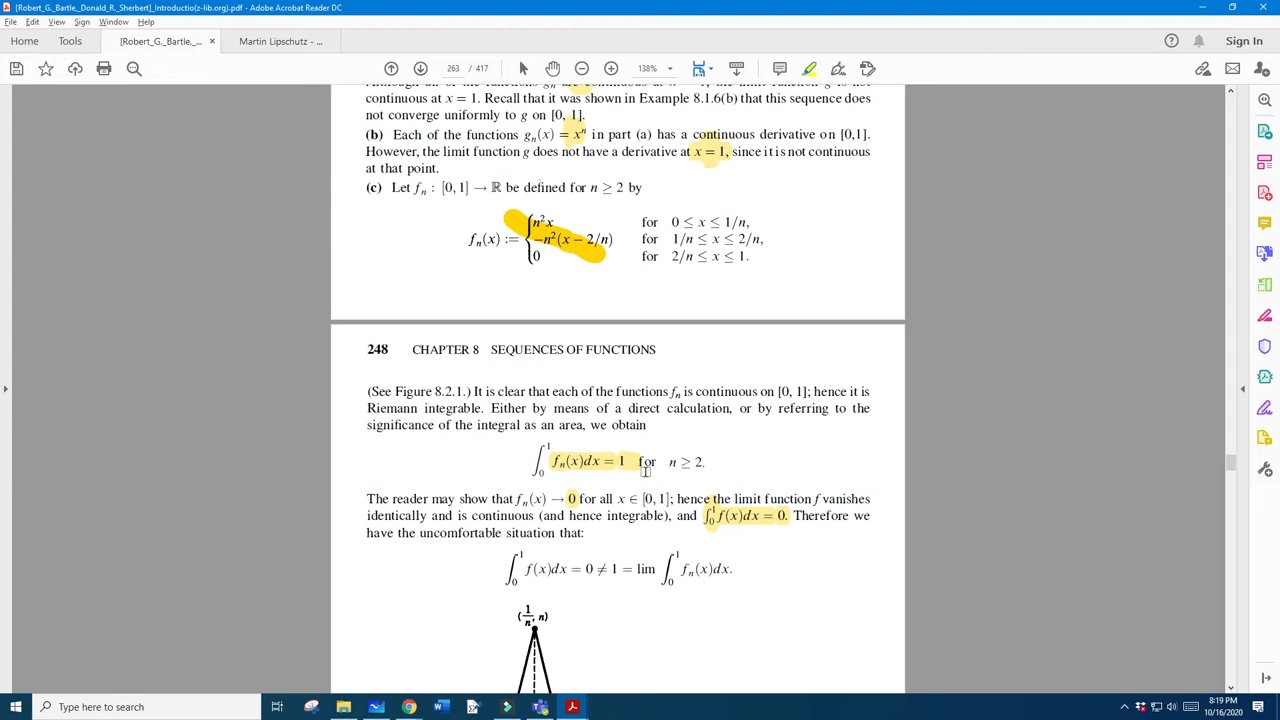 [Robert_G._Bartle_Donald_R._Sherbert]_Introductio(z-lib.org).pdf - Adobe Acrobat Reader DC
File Edit View Sign Window Help
Home Tools [Robert_G._Bartle,_... × Martin Lipschutz - ... Sign In
263 / 417 138%
continuous at x = 1. Recall that it was shown in Example 8.1.6(b) that this sequence does
not converge uniformly to g on [0, 1].
(b) Each of the functions gₙ(x) = xⁿ in part (a) has a continuous derivative on [0,1].
However, the limit function g does not have a derivative at x = 1, since it is not continuous
at that point.
(c) Let fₙ : [0, 1] → ℝ be defined for n ≥ 2 by
n²x for 0 ≤ x ≤ 1/n,
fₙ(x) := −n²(x − 2/n) for 1/n ≤ x ≤ 2/n,
0 for 2/n ≤ x ≤ 1.
248 CHAPTER 8 SEQUENCES OF FUNCTIONS
(See Figure 8.2.1.) It is clear that each of the functions fₙ is continuous on [0, 1]; hence it is
Riemann integrable. Either by means of a direct calculation, or by referring to the
significance of the integral as an area, we obtain
∫₀¹ fₙ(x)dx = 1 for n ≥ 2.
The reader may show that fₙ(x) → 0 for all x ∈ [0, 1]; hence the limit function f vanishes
identically and is continuous (and hence integrable), and ∫₀¹ f(x)dx = 0. Therefore we
have the uncomfortable situation that:
∫₀¹ f(x)dx = 0 ≠ 1 = lim ∫₀¹ fₙ(x)dx.
(1/n, n)
Type here to search
8:19 PM
10/16/2020